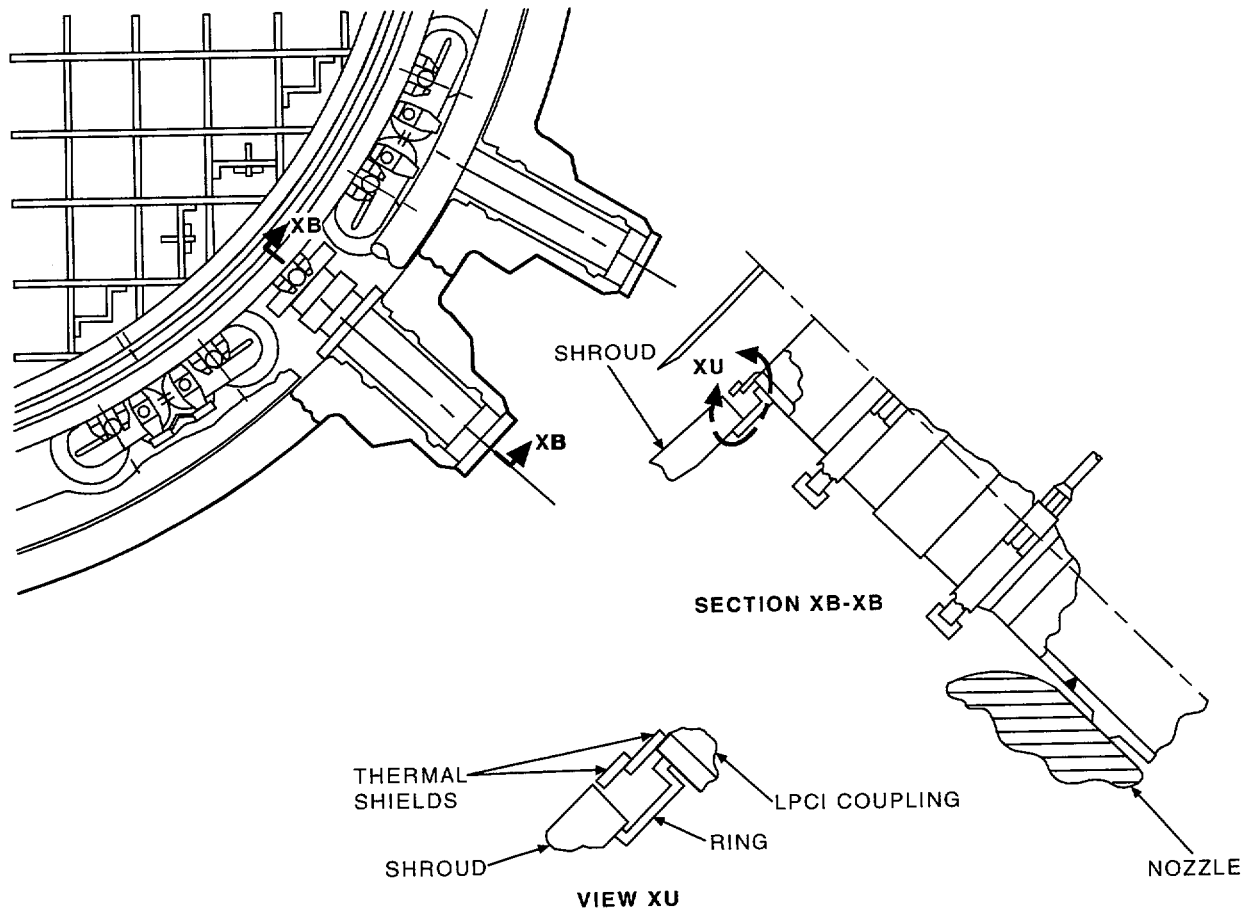 XB
SHROUD
XU
XB
SECTION XB-XB
THERMAL
SHIELDS
LPCI COUPLING
RING
SHROUD
NOZZLE
VIEW XU